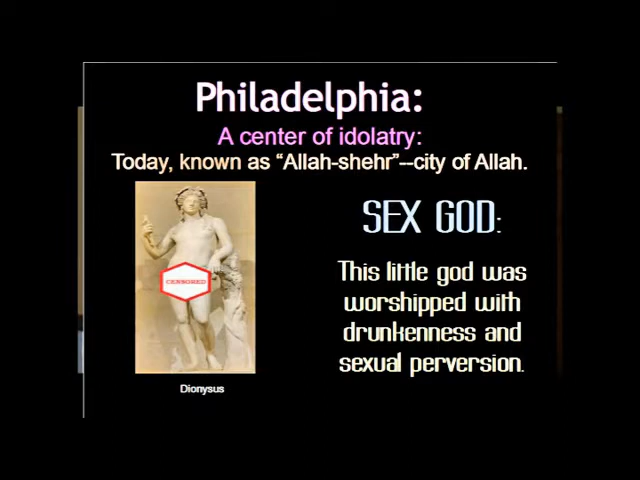 Philadelphia:
A center of idolatry:
Today, known as “Allah-shehr”--city of Allah.
SEX GOD:
This little god was
worshipped with
drunkenness and
sexual perversion.
CENSORED
Dionysus